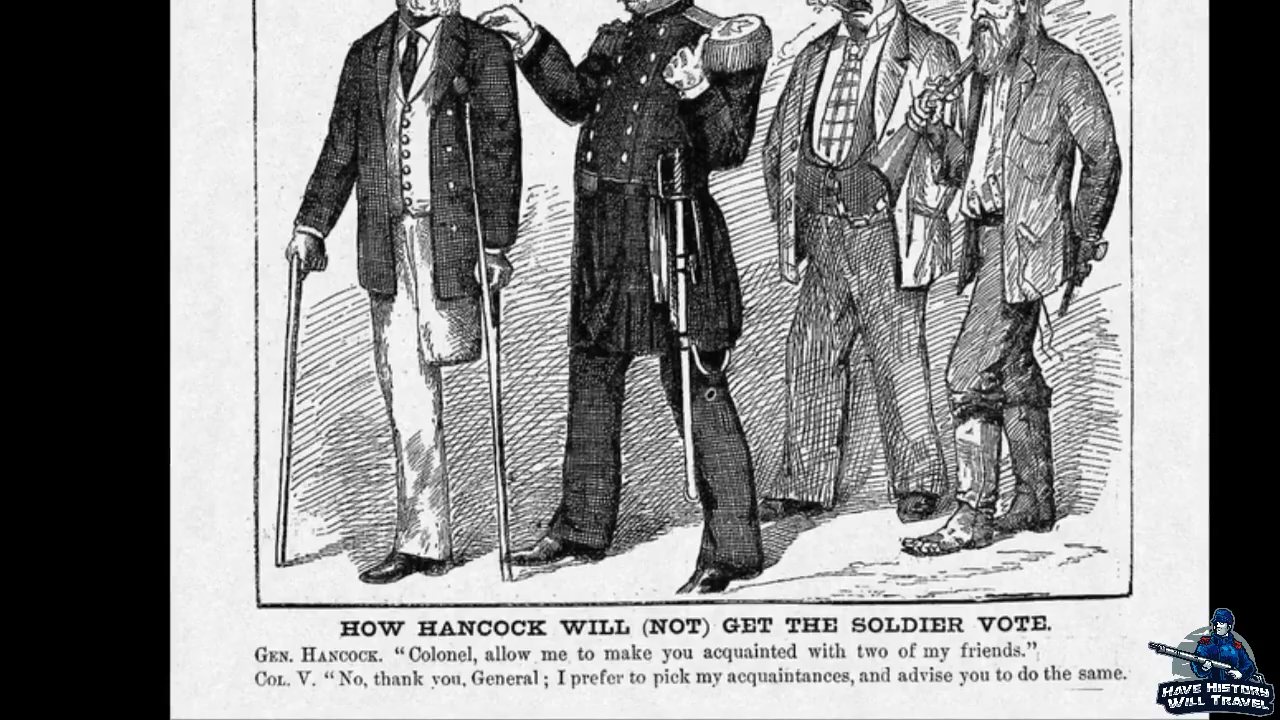 HOW HANCOCK WILL (NOT) GET THE SOLDIER VOTE.
GEN. HANCOCK. “Colonel, allow me to make you acquainted with two of my friends.”
COL. V. “No, thank you, General; I prefer to pick my acquaintances, and advise you to do the same.
HAVE HISTORY
WILL TRAVEL